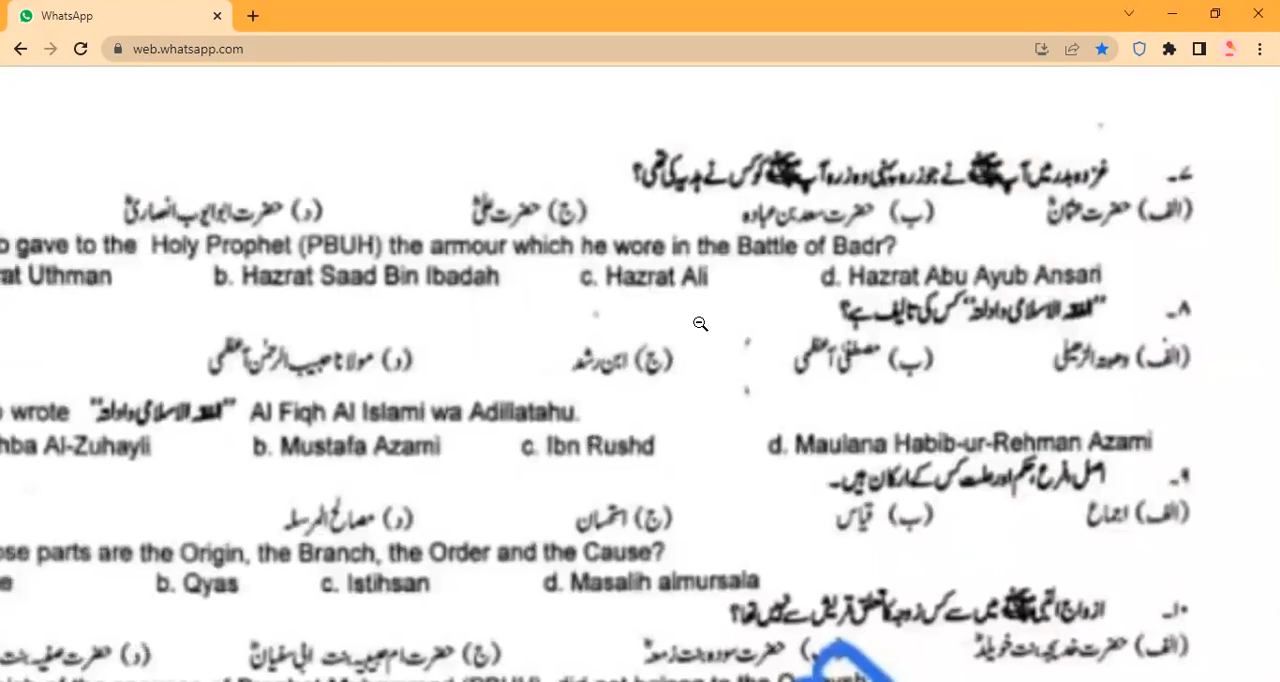 WhatsApp
web.whatsapp.com
۷۔ غزوہ بدر میں آپ ﷺ نے جو زرہ پہنی وہ زرہ آپ ﷺ کو کس نے ہدیہ کی تھی؟
(الف) حضرت عثمانؓ (ب) حضرت سعد بن عبادہ (ج) حضرت علیؓ (د) حضرت ابو ایوب انصاریؓ
o gave to the Holy Prophet (PBUH) the armour which he wore in the Battle of Badr?
rat Uthman b. Hazrat Saad Bin Ibadah c. Hazrat Ali d. Hazrat Abu Ayub Ansari
۸۔ "الفقہ الاسلامی و ادلتہ" کس کی تالیف ہے؟
(الف) وھبۃ الزحیلی (ب) مصطفیٰ اعظمی (ج) ابن رشد (د) مولانا حبیب الرحمٰن اعظمی
o wrote "الفقہ الاسلامی و ادلتہ" Al Fiqh Al Islami wa Adillatahu.
hba Al-Zuhayli b. Mustafa Azami c. Ibn Rushd d. Maulana Habib-ur-Rehman Azami
۹۔ اصل، فرع، حکم اور علت کس کے ارکان ہیں۔
(الف) اجماع (ب) قیاس (ج) استحسان (د) مصالح المرسلہ
ose parts are the Origin, the Branch, the Order and the Cause?
e b. Qyas c. Istihsan d. Masalih almursala
۱۰۔ ازواج النبی ﷺ میں سے کس زوجہ کا تعلق قریش سے نہیں تھا؟
(الف) حضرت خدیجہ بنت خویلدؓ حضرت سودہ بنت زمعہؓ (ج) حضرت ام حبیبہ بنت ابی سفیانؓ (د) حضرت صفیہ بنت